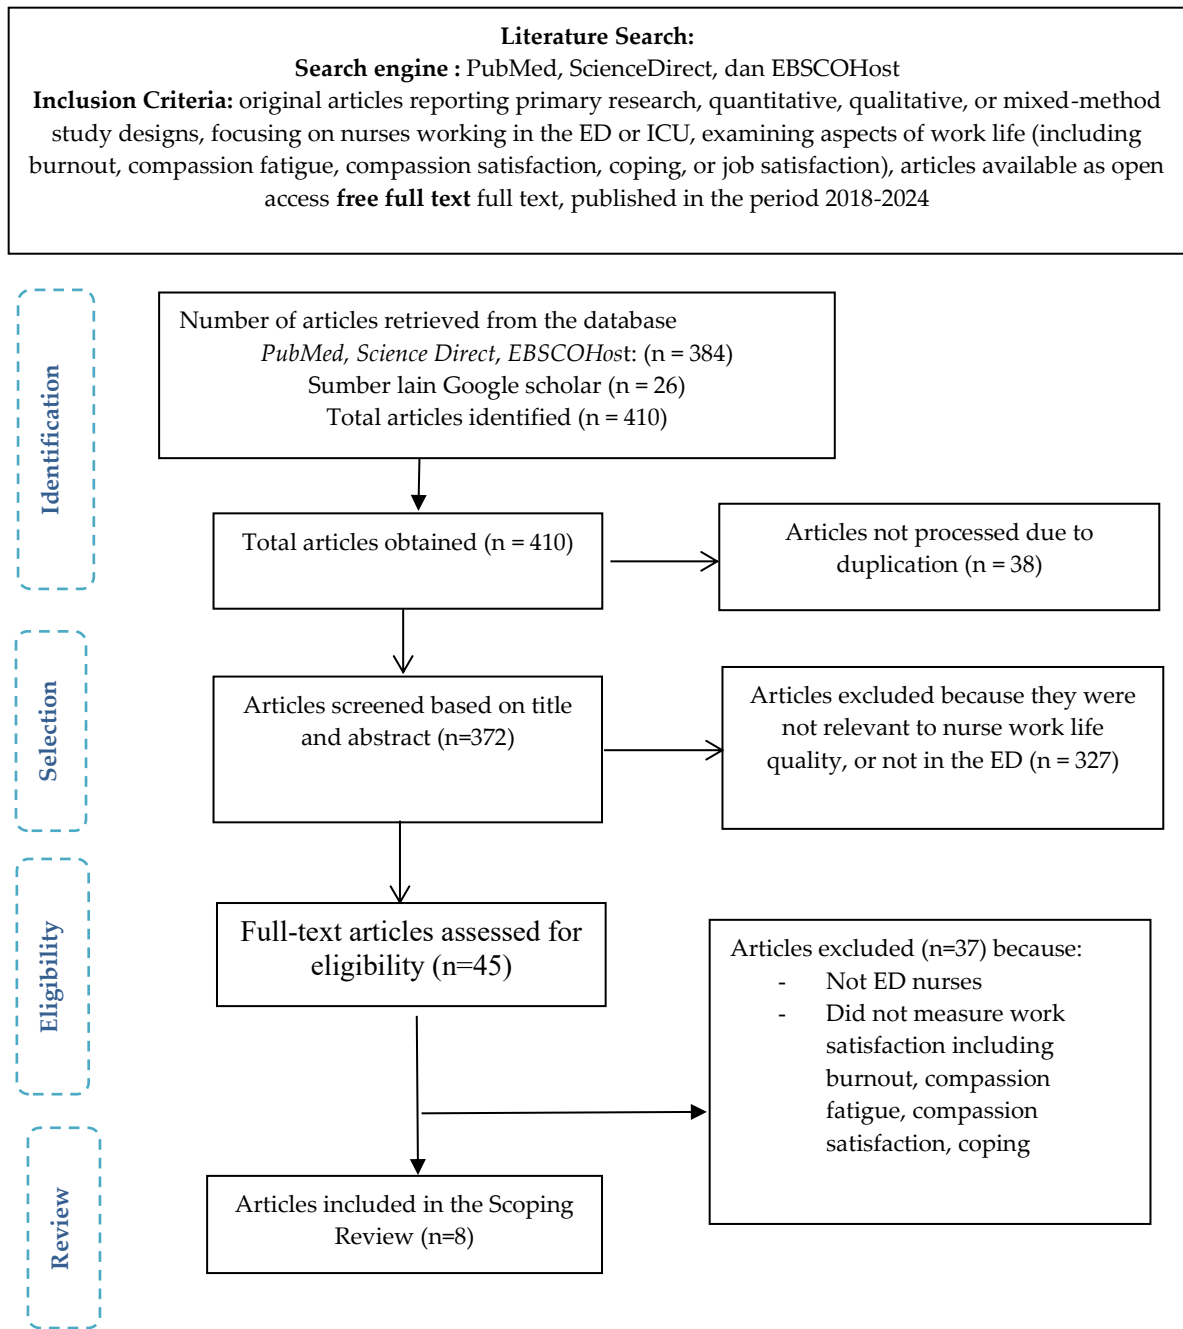 Literature Search:
Search engine : PubMed, ScienceDirect, dan EBSCOHost
Inclusion Criteria: original articles reporting primary research, quantitative, qualitative, or mixed-method
study designs, focusing on nurses working in the ED or ICU, examining aspects of work life (including
burnout, compassion fatigue, compassion satisfaction, coping, or job satisfaction), articles available as open
access free full text full text, published in the period 2018-2024
Identification
Number of articles retrieved from the database
PubMed, Science Direct, EBSCOHost: (n = 384)
Sumber lain Google scholar (n = 26)
Total articles identified (n = 410)
Total articles obtained (n = 410)
Articles not processed due to
duplication (n = 38)
Selection
Articles screened based on title
and abstract (n=372)
Articles excluded because they were
not relevant to nurse work life
quality, or not in the ED (n = 327)
Eligibility
Full-text articles assessed for
eligibility (n=45)
Articles excluded (n=37) because:
- Not ED nurses
- Did not measure work
satisfaction including
burnout, compassion
fatigue, compassion
satisfaction, coping
Review
Articles included in the Scoping
Review (n=8)